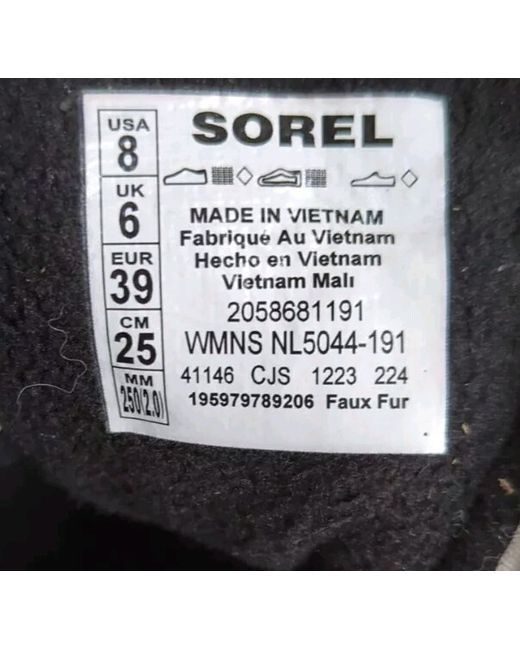 USA
8
UK
6
EUR
39
CM
25
MM
250(2.0)
SOREL
MADE IN VIETNAM
Fabriqué Au Vietnam
Hecho en Vietnam
Vietnam Malı
2058681191
WMNS NL5044-191
41146 CJS 1223 224
195979789206 Faux Fur